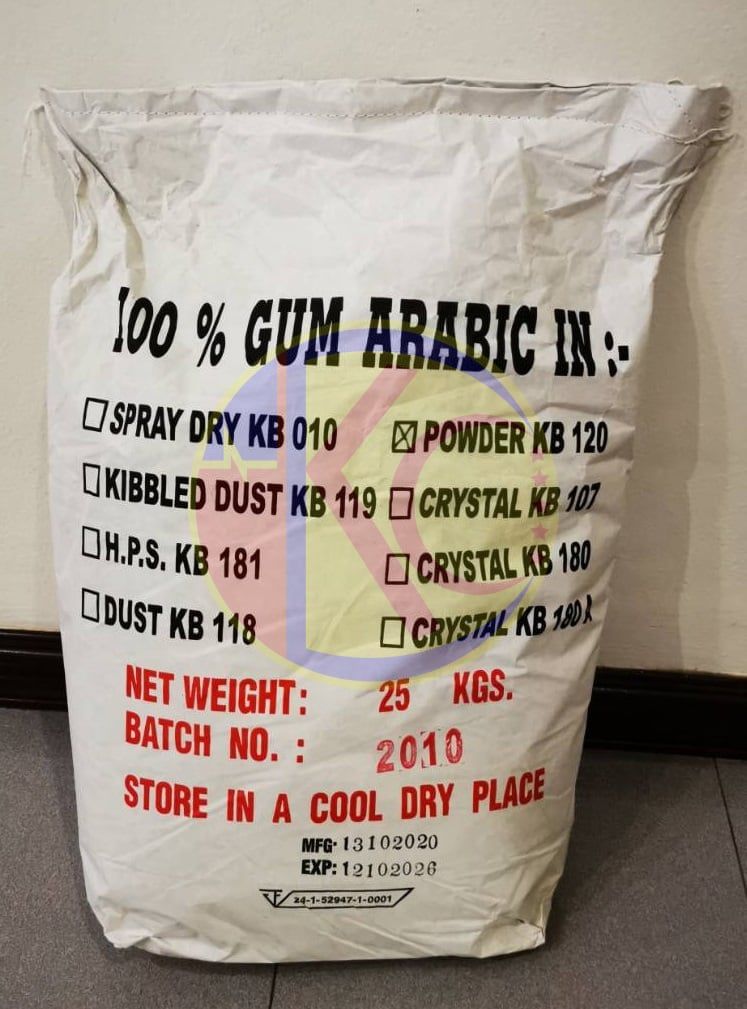 100 % GUM ARABIC IN :-
☐ SPRAY DRY KB 010 ☒ POWDER KB 120
☐ KIBBLED DUST KB 119 ☐ CRYSTAL KB 107
☐ H.P.S. KB 181 ☐ CRYSTAL KB 180
☐ DUST KB 118 ☐ CRYSTAL KB 180 R
NET WEIGHT: 25 KGS.
BATCH NO. : 2010
STORE IN A COOL DRY PLACE
MFG: 13102020
EXP: 12102026
24-1-52947-1-0001